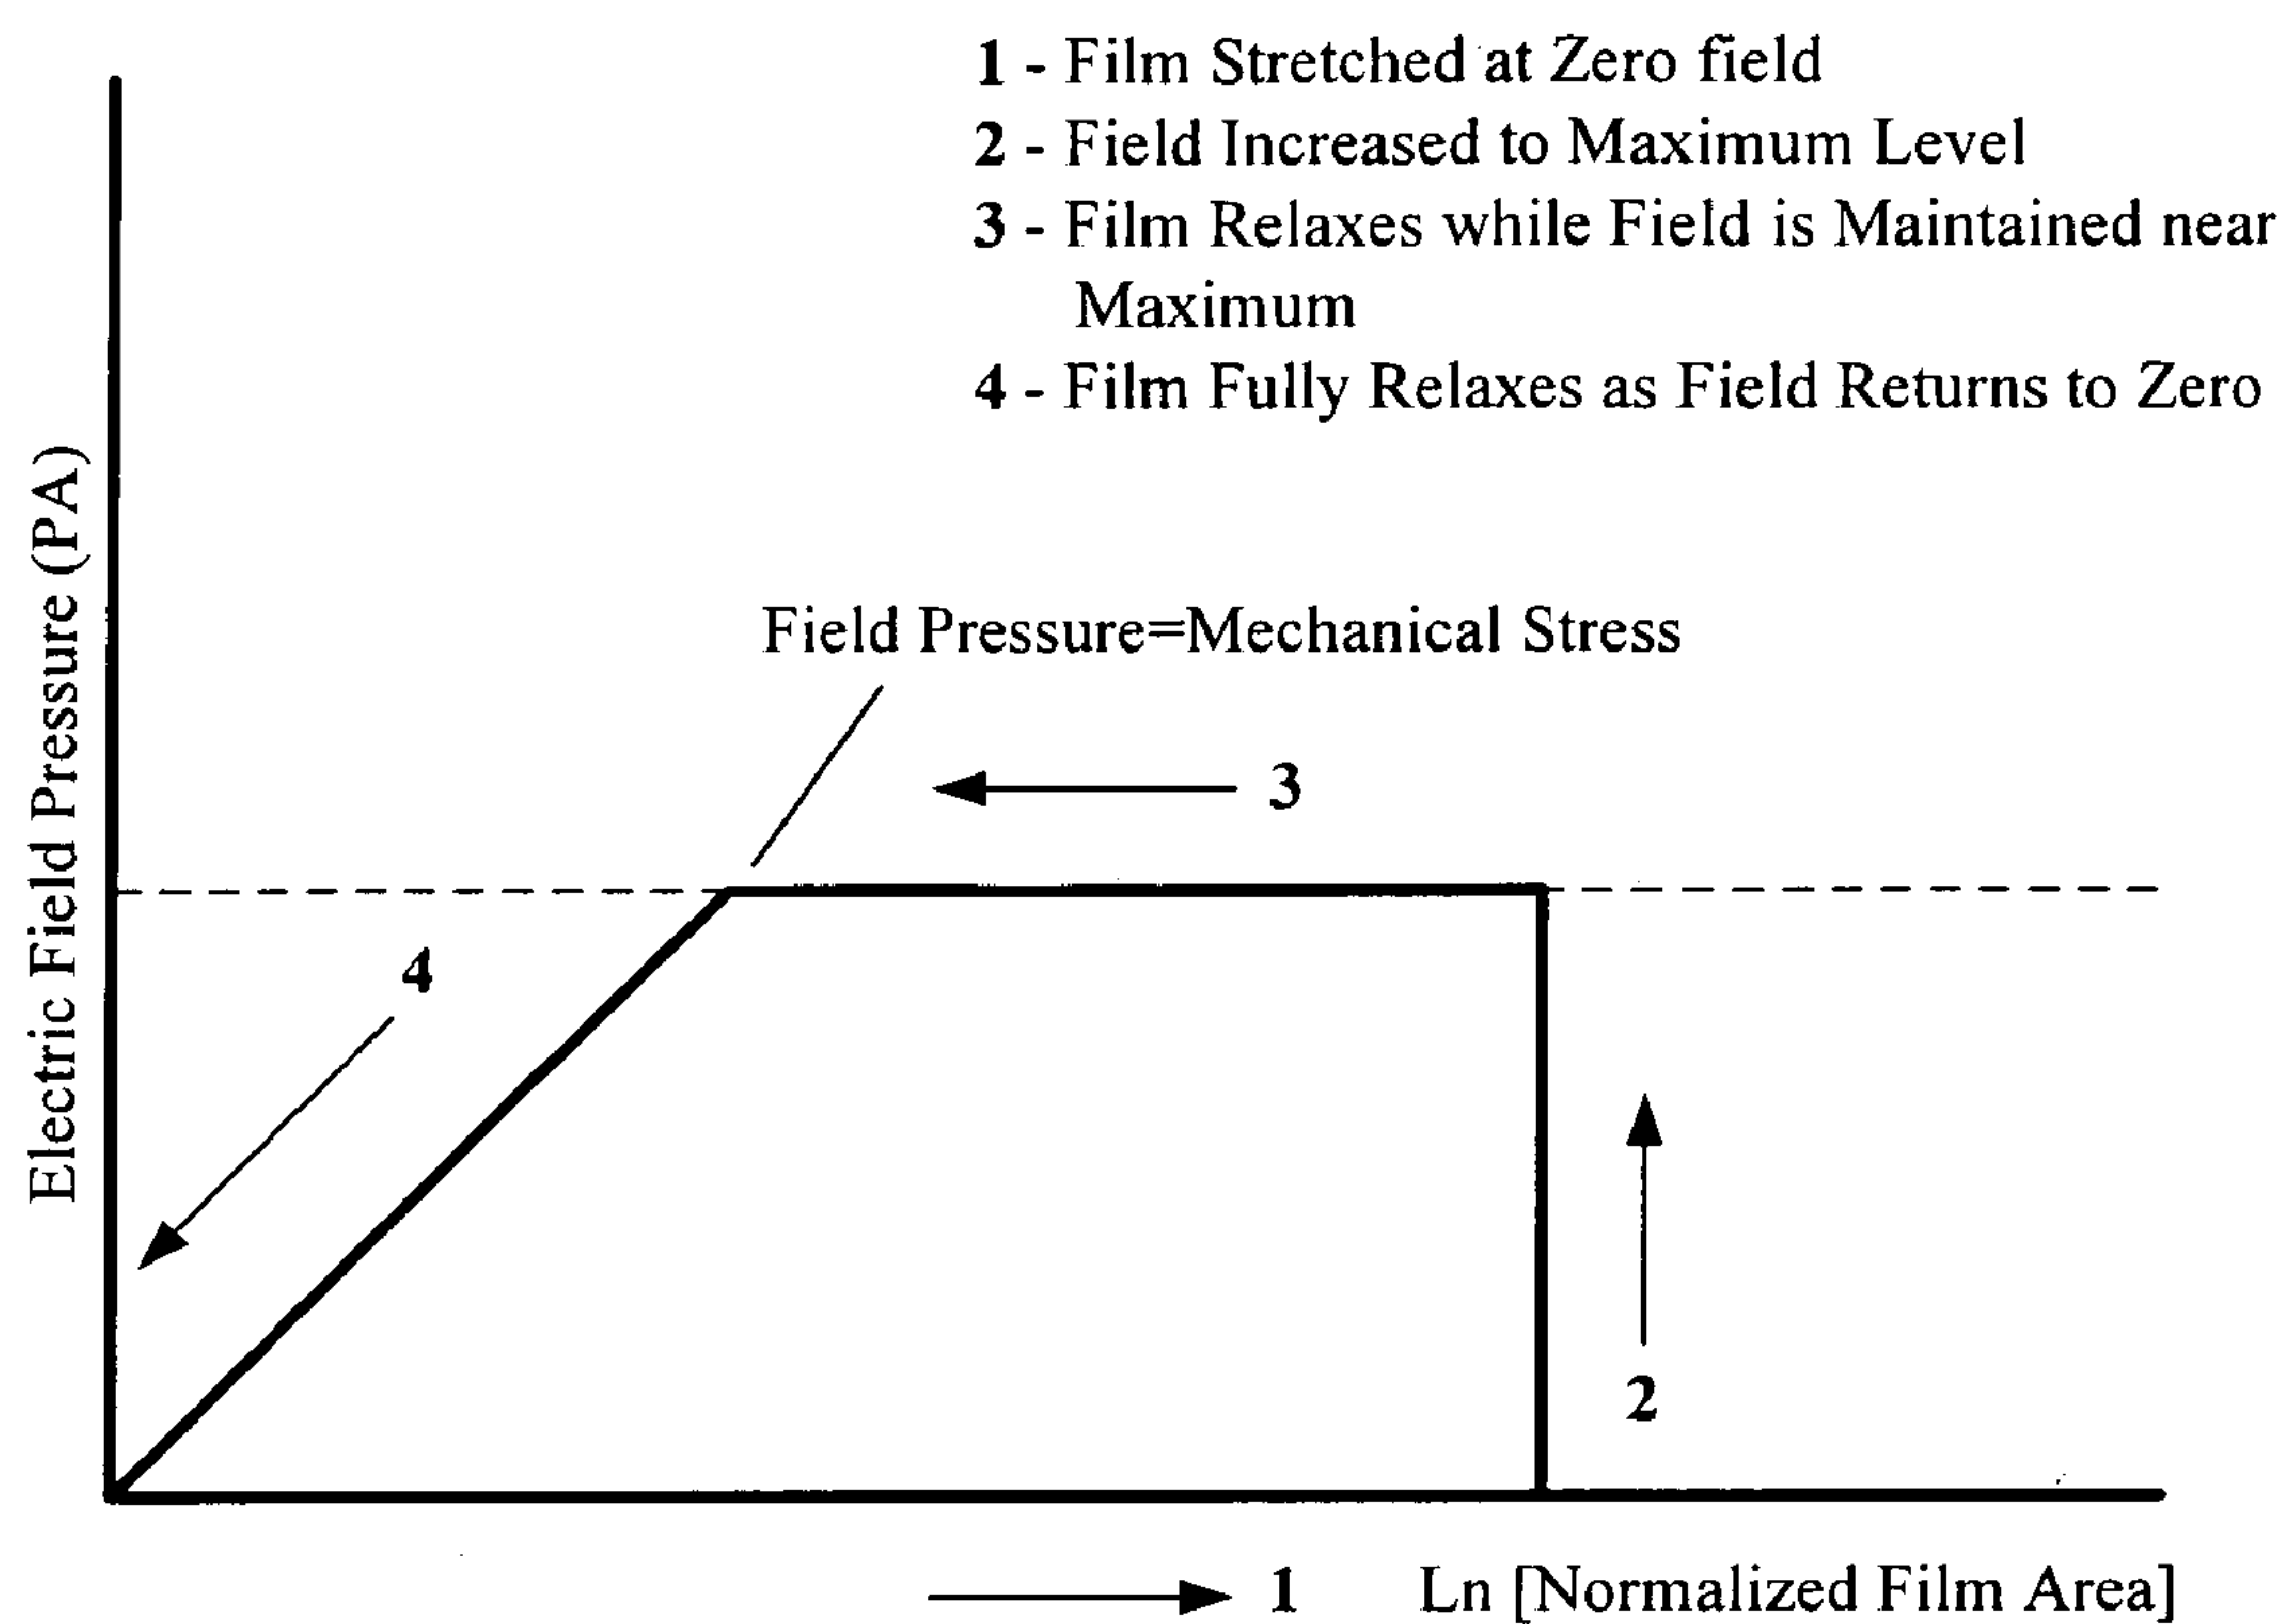 1 - Film Stretched at Zero field
2 - Field Increased to Maximum Level
3 - Film Relaxes while Field is Maintained near
Maximum
4 - Film Fully Relaxes as Field Returns to Zero
Electric Field Pressure (PA)
Field Pressure=Mechanical Stress
3
4
2
1
Ln [Normalized Film Area]